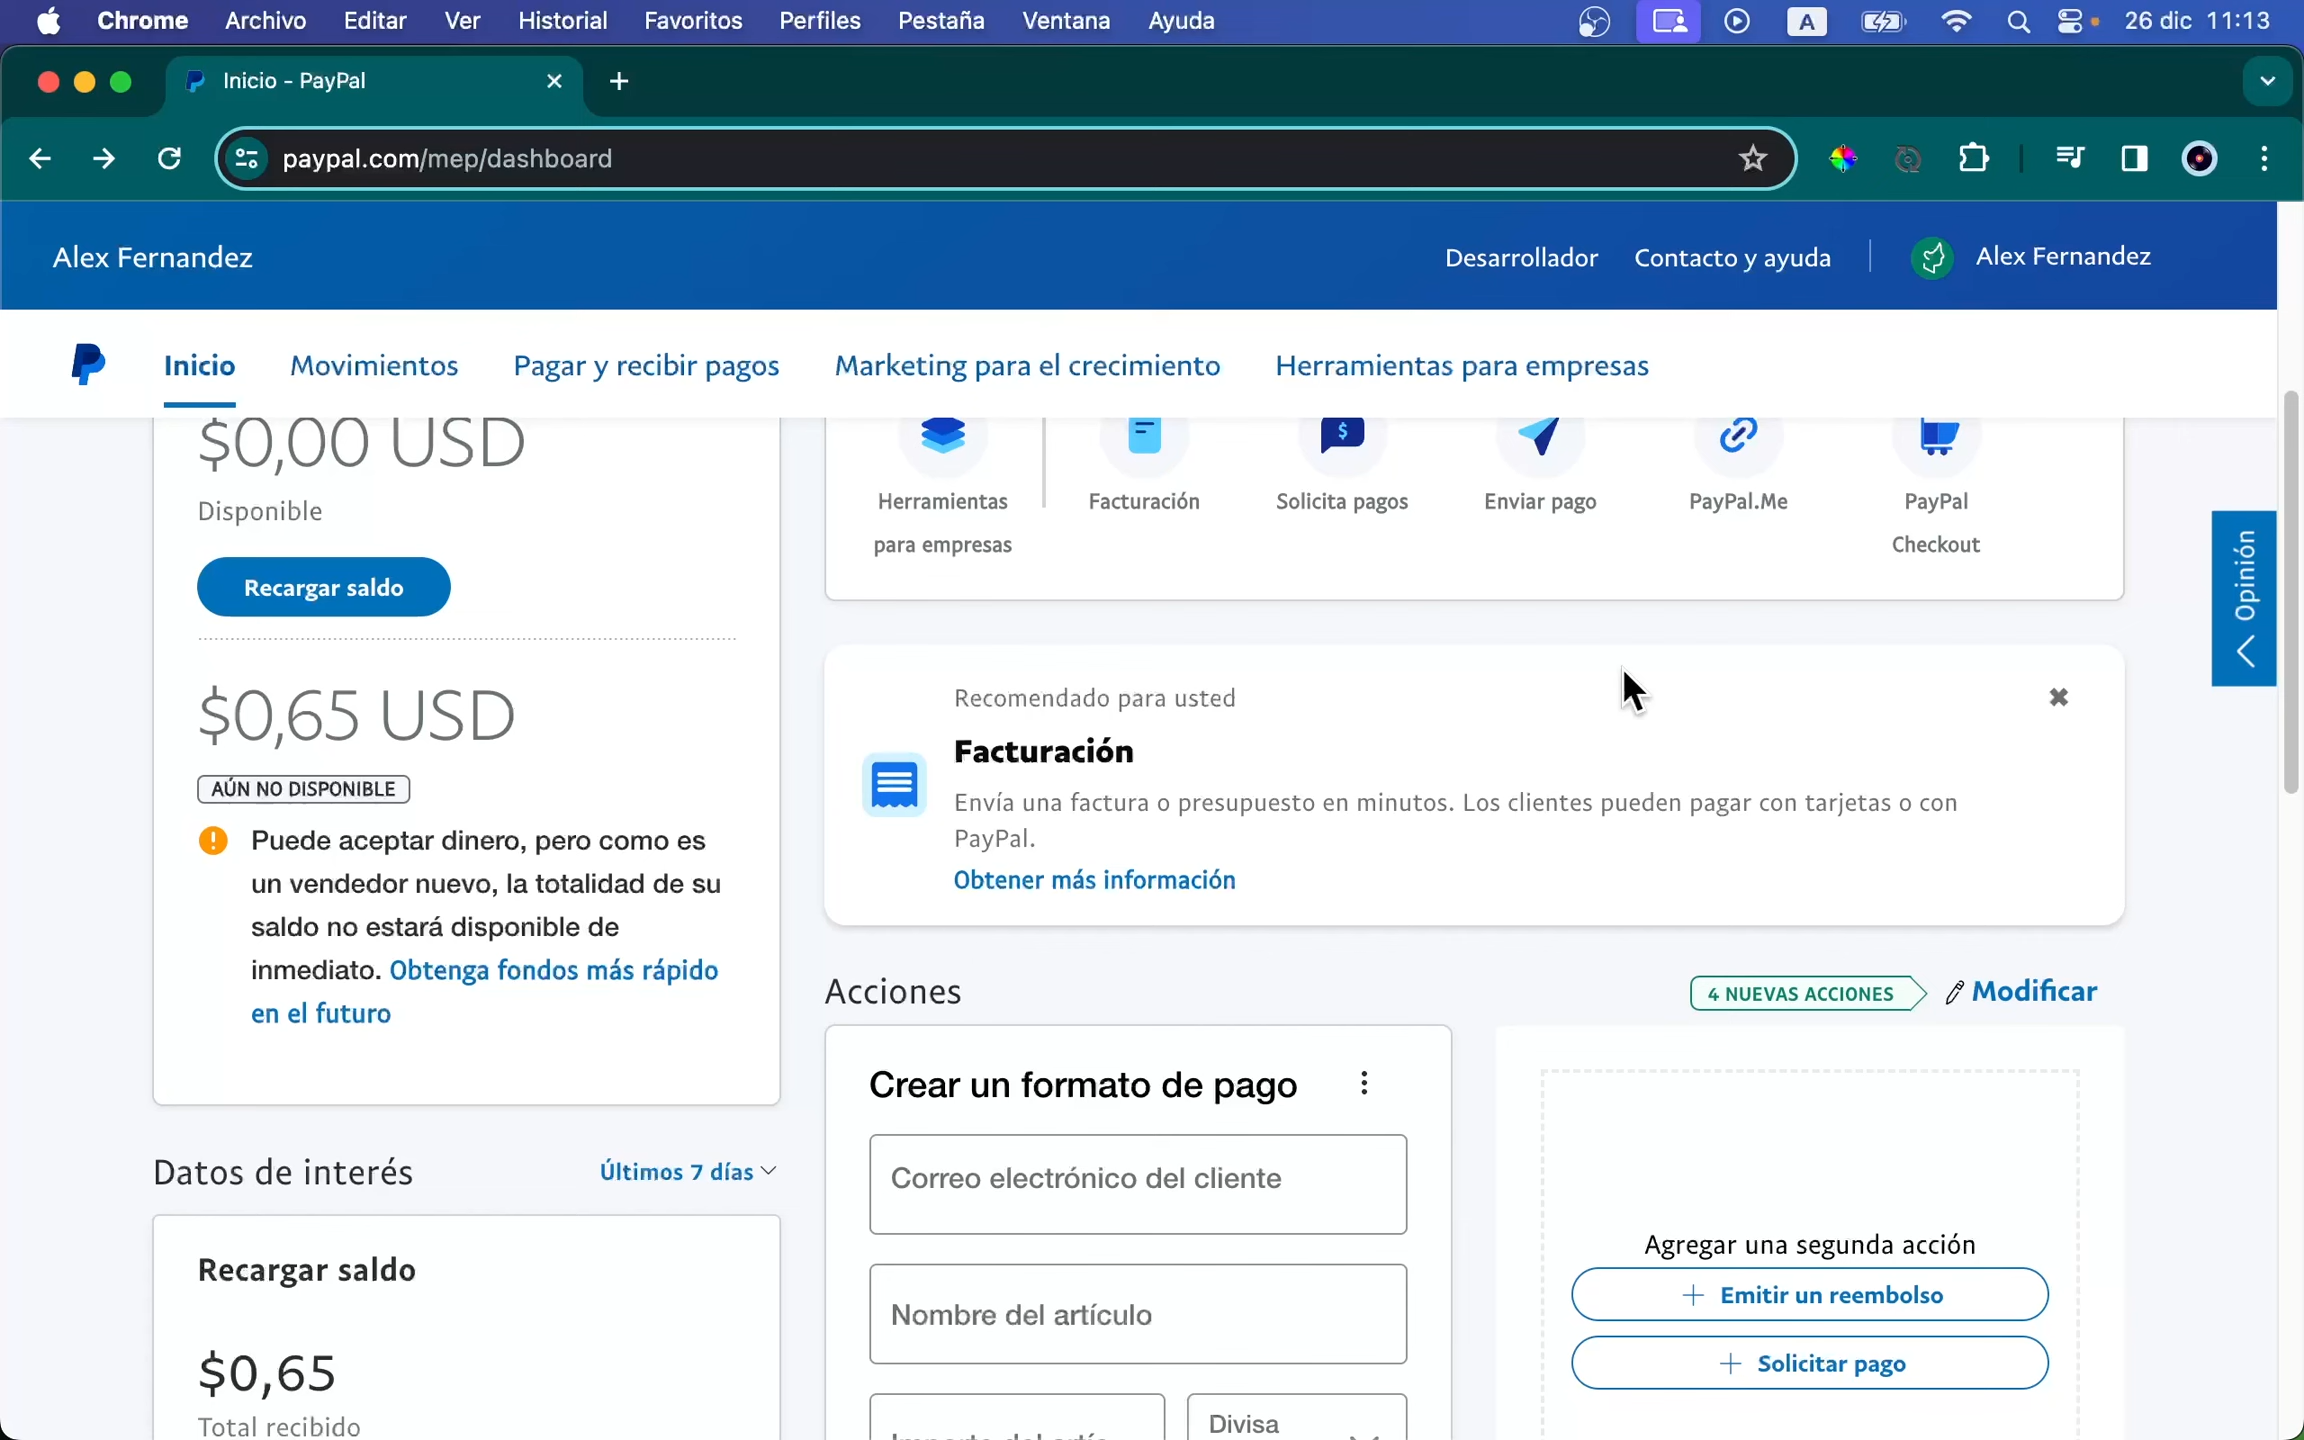 Chrome Archivo Editar Ver Historial Favoritos Perfiles Pestaña Ventana Ayuda A 26 dic 11:13
Inicio - PayPal
paypal.com/mep/dashboard
Alex Fernandez Desarrollador Contacto y ayuda Alex Fernandez
Inicio Movimientos Pagar y recibir pagos Marketing para el crecimiento Herramientas para empresas
$0,00 USD
Disponible
Recargar saldo
$0,65 USD
AÚN NO DISPONIBLE
Puede aceptar dinero, pero como es
un vendedor nuevo, la totalidad de su
saldo no estará disponible de
inmediato. Obtenga fondos más rápido
en el futuro
Datos de interés Últimos 7 días
Recargar saldo
$0,65
Total recibido
Herramientas
para empresas
Facturación
Solicita pagos
Enviar pago
PayPal.Me
PayPal
Checkout
Opinión
Recomendado para usted
Facturación
Envía una factura o presupuesto en minutos. Los clientes pueden pagar con tarjetas o con
PayPal.
Obtener más información
Acciones 4 NUEVAS ACCIONES Modificar
Crear un formato de pago
Correo electrónico del cliente
Nombre del artículo
Divisa
Agregar una segunda acción
+ Emitir un reembolso
+ Solicitar pago